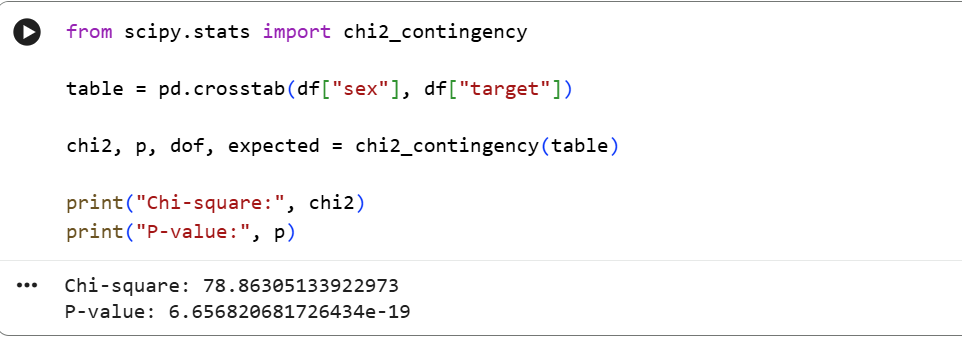 from scipy.stats import chi2_contingency
table = pd.crosstab(df["sex"], df["target"])
chi2, p, dof, expected = chi2_contingency(table)
print("Chi-square:", chi2)
print("P-value:", p)
Chi-square: 78.86305133922973
P-value: 6.656820681726434e-19